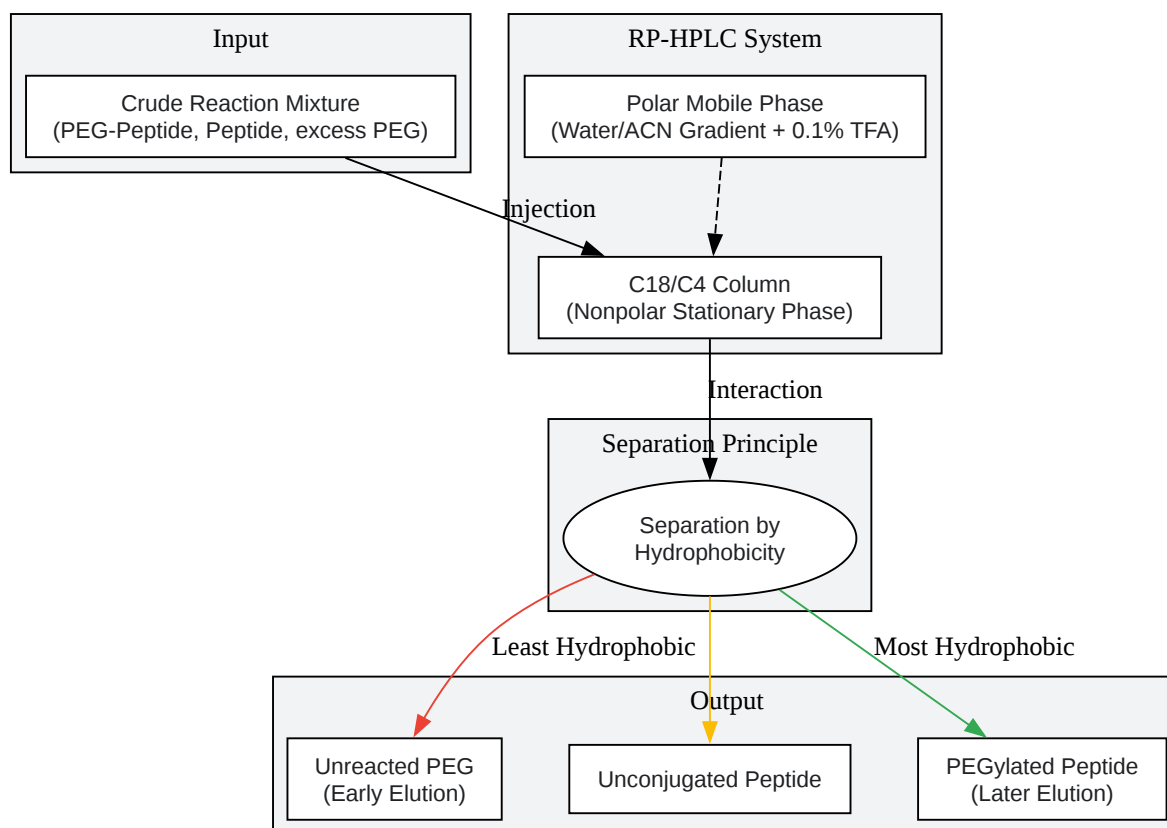 Input
Crude Reaction Mixture
(PEG-Peptide, Peptide, excess PEG)
RP-HPLC System
Polar Mobile Phase
(Water/ACN Gradient + 0.1% TFA)
Injection
C18/C4 Column
(Nonpolar Stationary Phase)
Interaction
Separation Principle
Separation by
Hydrophobicity
Least Hydrophobic
Most Hydrophobic
Output
Unreacted PEG
(Early Elution)
Unconjugated Peptide
PEGylated Peptide
(Later Elution)